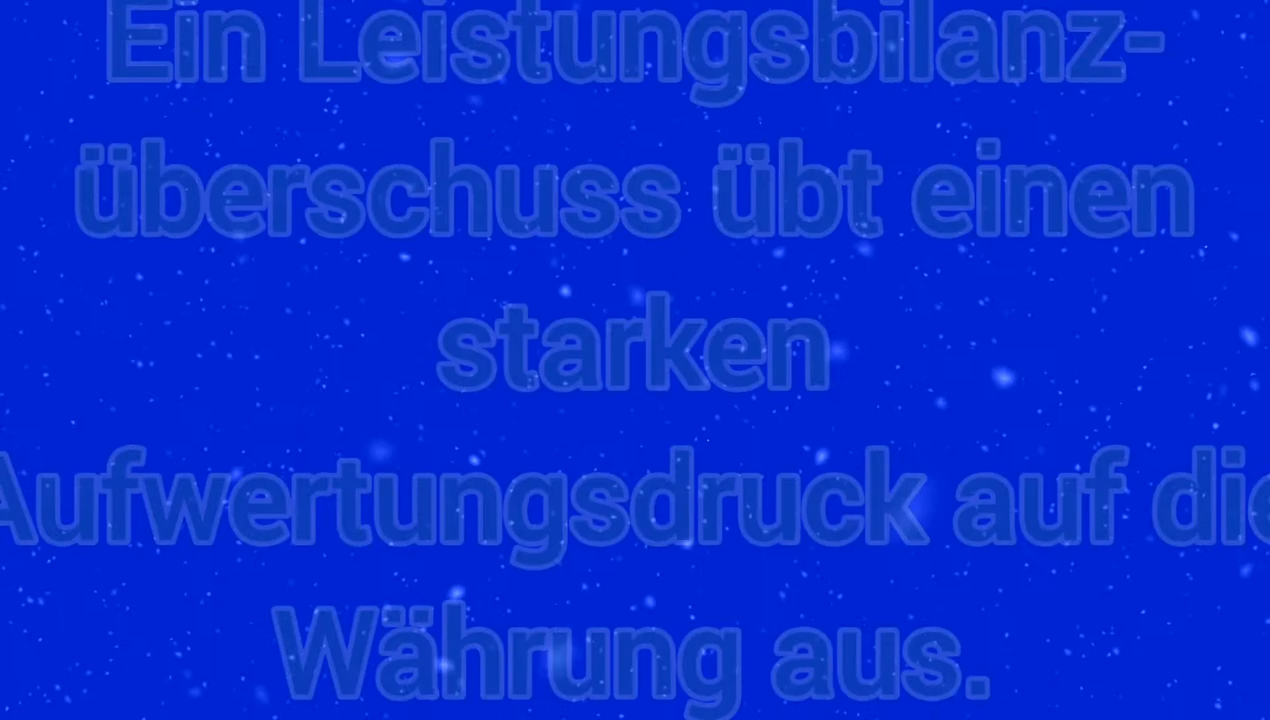 Ein Leistungsbilanz-
überschuss übt einen
starken
Aufwertungsdruck auf die
Währung aus.